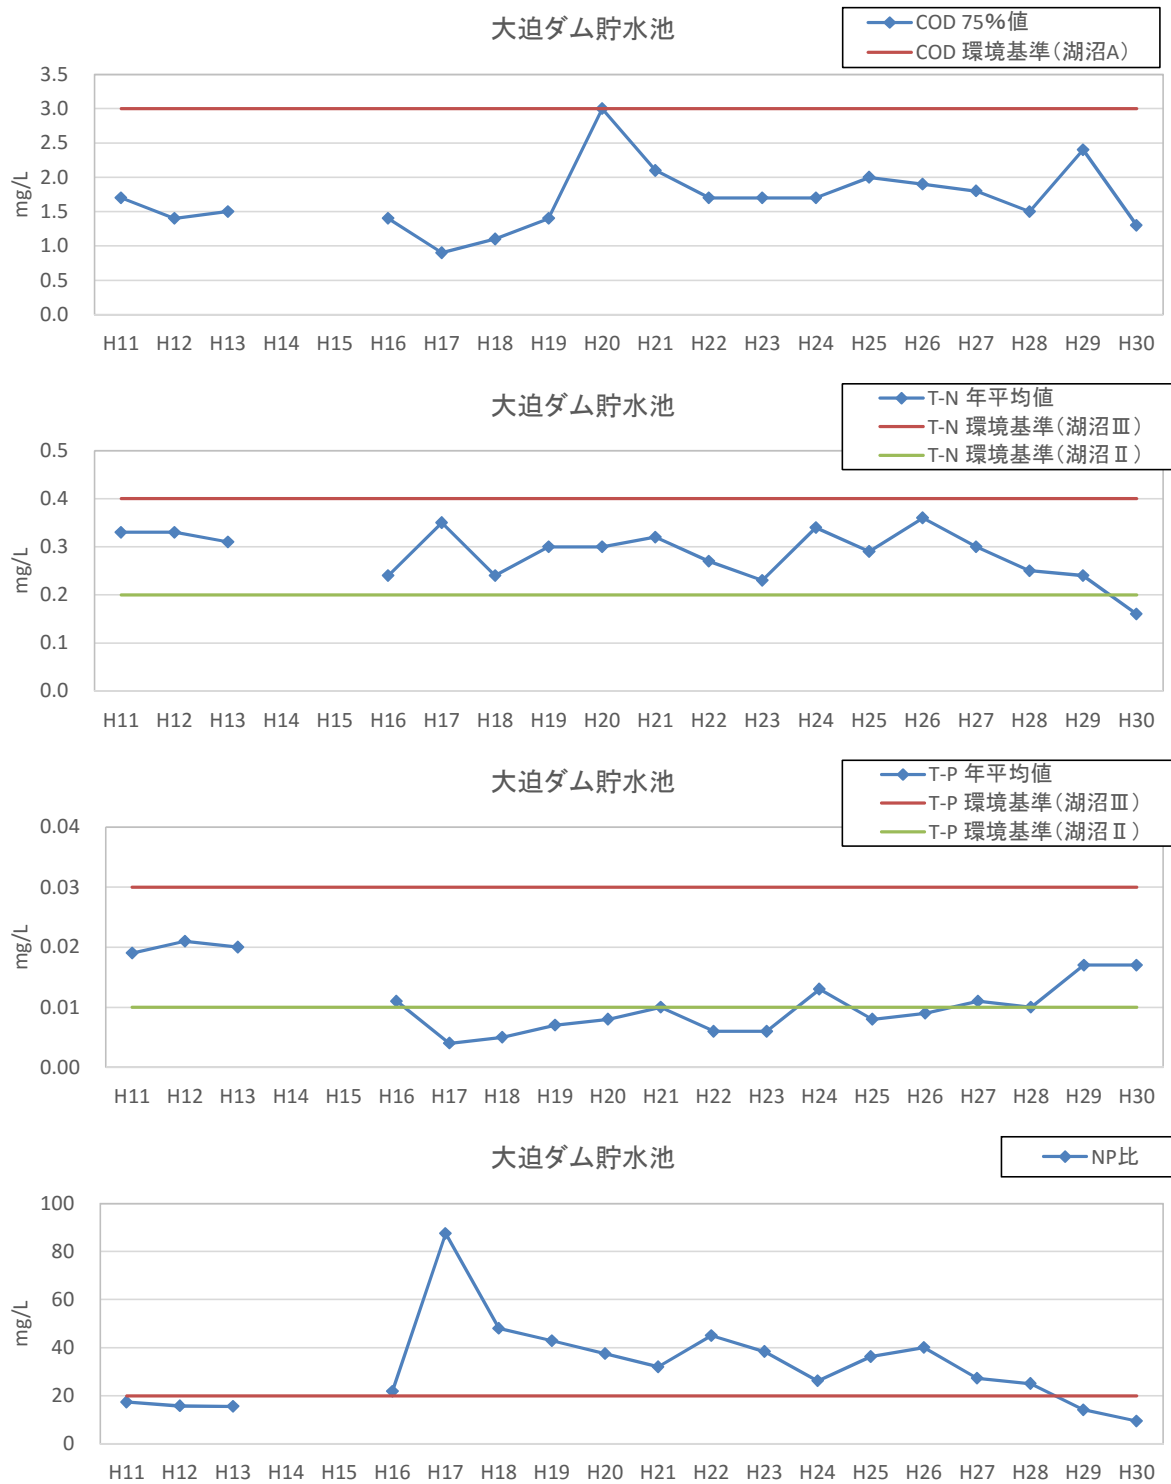 大迫ダム貯水池
COD 75%値
COD 環境基準(湖沼A)
3.5
3.0
2.5
2.0
1.5
1.0
0.5
0.0
mg/L
H11 H12 H13 H14 H15 H16 H17 H18 H19 H20 H21 H22 H23 H24 H25 H26 H27 H28 H29 H30
大迫ダム貯水池
T-N 年平均値
T-N 環境基準(湖沼Ⅲ)
T-N 環境基準(湖沼Ⅱ)
0.5
0.4
0.3
0.2
0.1
0.0
mg/L
H11 H12 H13 H14 H15 H16 H17 H18 H19 H20 H21 H22 H23 H24 H25 H26 H27 H28 H29 H30
大迫ダム貯水池
T-P 年平均値
T-P 環境基準(湖沼Ⅲ)
T-P 環境基準(湖沼Ⅱ)
0.04
0.03
0.02
0.01
0.00
mg/L
H11 H12 H13 H14 H15 H16 H17 H18 H19 H20 H21 H22 H23 H24 H25 H26 H27 H28 H29 H30
大迫ダム貯水池
NP比
100
80
60
40
20
0
mg/L
H11 H12 H13 H14 H15 H16 H17 H18 H19 H20 H21 H22 H23 H24 H25 H26 H27 H28 H29 H30